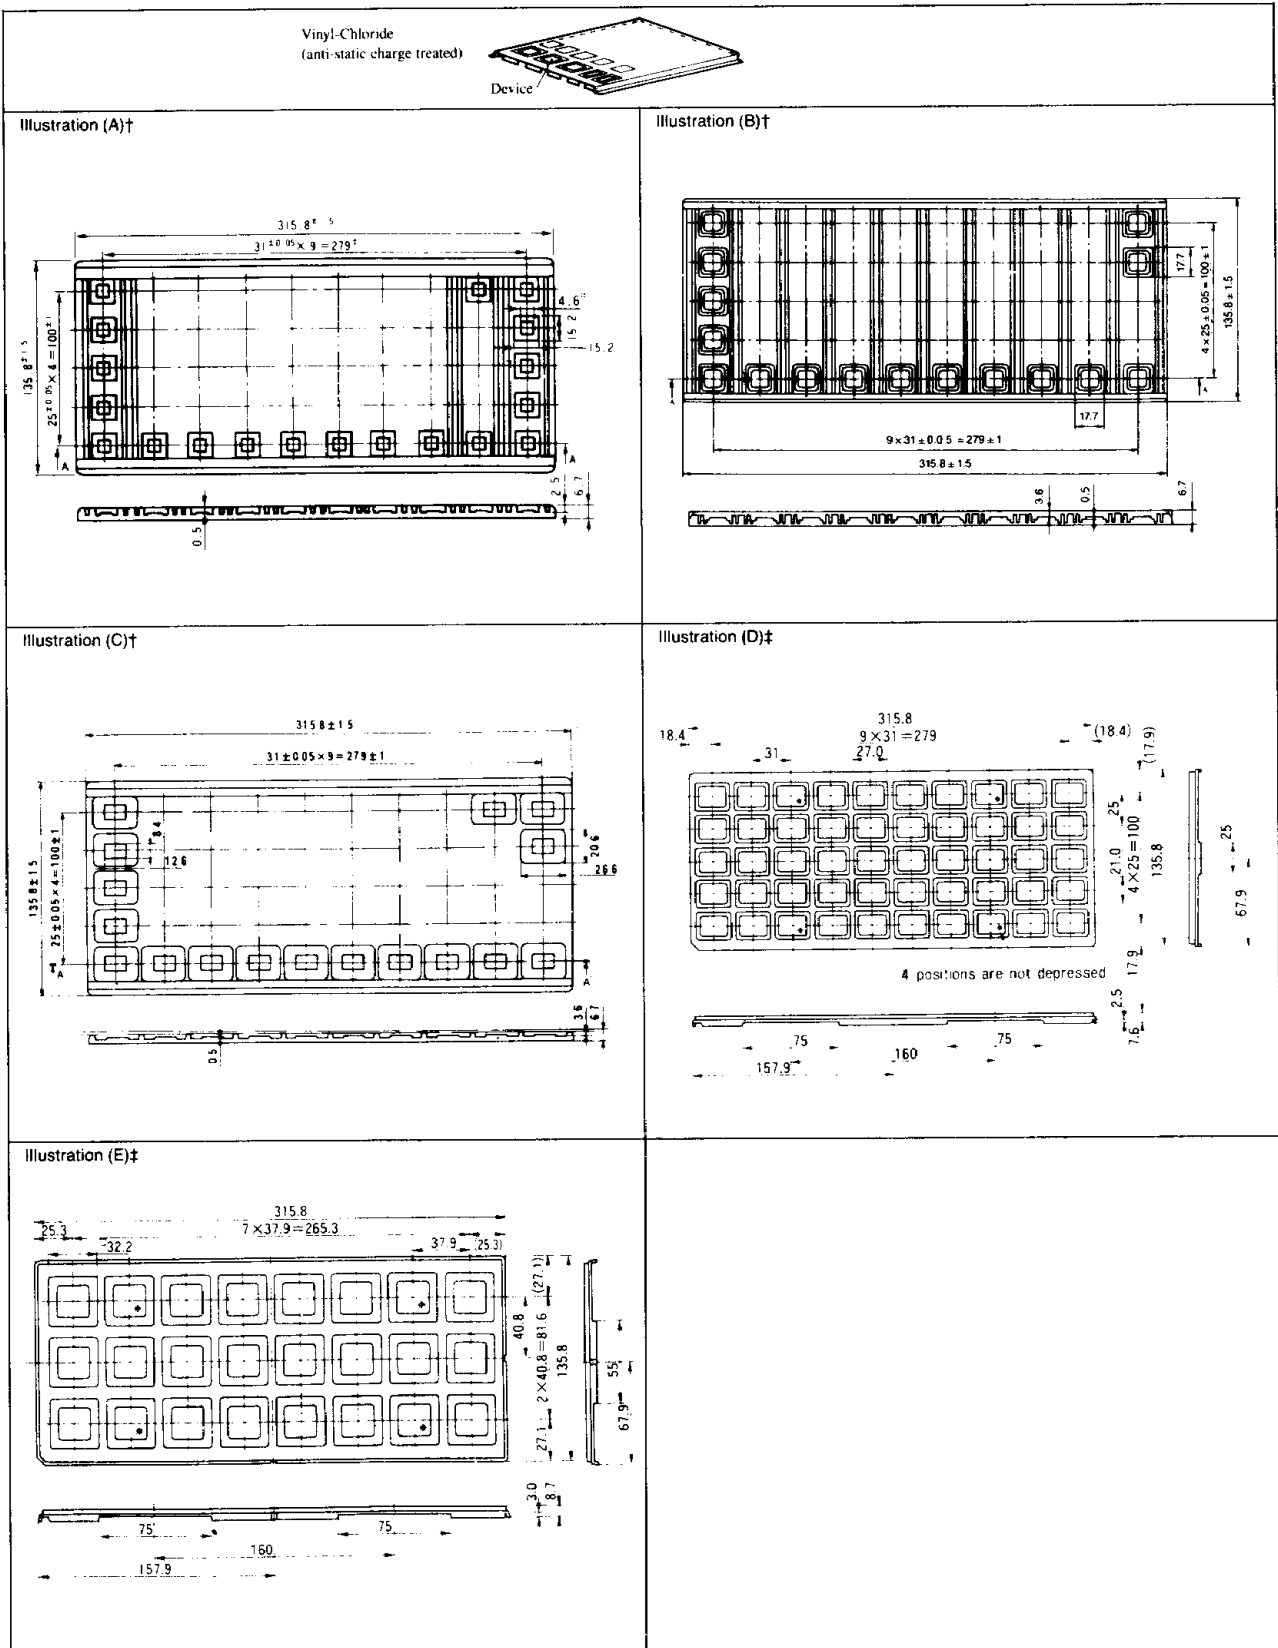 Vinyl-Chloride
(anti-static charge treated)
Device
Illustration (A)†
315.8± 5
31±0.05 × 9 = 279±
4.6
15.2
15.2
135.8±1.5
25±0.05 × 4 = 100±1
A
A
2.5
6.7
0.5
Illustration (B)†
17.7
4 × 25 ± 0.05 = 100 ± 1
135.8 ± 1.5
A
A
17.7
9 × 31 ± 0.05 = 279 ± 1
315.8 ± 1.5
3.6
0.5
6.7
Illustration (C)†
315.8 ± 1.5
31 ± 0.05 × 9 = 279 ± 1
8.4
12.6
20.6
26.6
135.8 ± 1.5
25 ± 0.05 × 4 = 100 ± 1
A
A
3.6
6.7
0.5
Illustration (D)‡
315.8
18.4
9 × 31 = 279
(18.4)
31
27.0
(17.9)
25
21.0
4 × 25 = 100
135.8
25
67.9
17.9
4 positions are not depressed
2.5
7.6
75
160
75
157.9
Illustration (E)‡
315.8
25.3
7 × 37.9 = 265.3
32.2
37.9
(25.3)
(27.1)
40.8
2 × 40.8 = 81.6
135.8
55
67.9
27.1
3.0
8.7
75
75
160
157.9